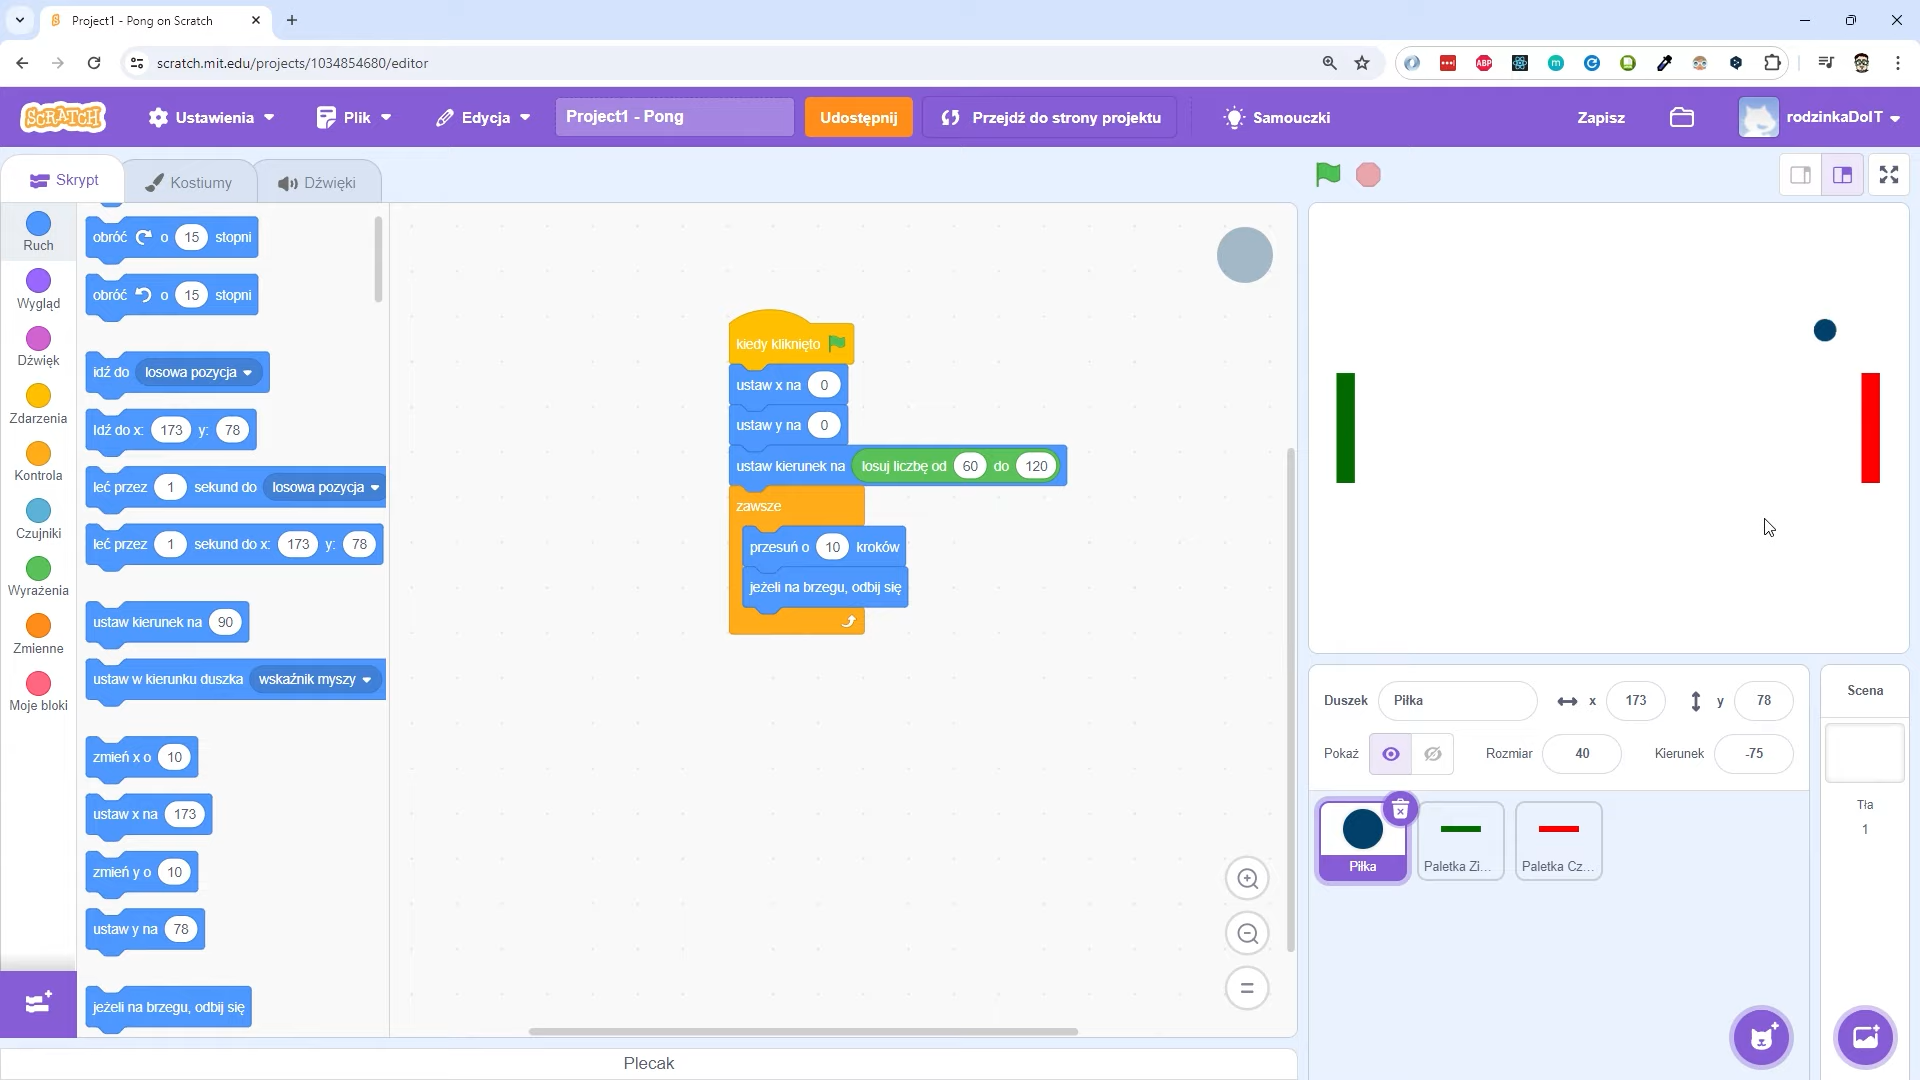 Project1 - Pong on Scratch
scratch.mit.edu/projects/1034854680/editor
ABP
SCRATCH
Ustawienia
Plik
Edycja
Project1 - Pong
Udostępnij
Przejdź do strony projektu
Samouczki
Zapisz
rodzinkaDoIT
Skrypt
Kostiumy
Dźwięki
Ruch
Wygląd
Dźwięk
Zdarzenia
Kontrola
Czujniki
Wyrażenia
Zmienne
Moje bloki
obróć o 15 stopni
obróć o 15 stopni
idź do losowa pozycja
Idź do x: 173 y: 78
leć przez 1 sekund do losowa pozycja
leć przez 1 sekund do x: 173 y: 78
ustaw kierunek na 90
ustaw w kierunku duszka wskaźnik myszy
zmień x o 10
ustaw x na 173
zmień y o 10
ustaw y na 78
jeżeli na brzegu, odbij się
kiedy kliknięto
ustaw x na 0
ustaw y na 0
ustaw kierunek na losuj liczbę od 60 do 120
zawsze
przesuń o 10 kroków
jeżeli na brzegu, odbij się
Plecak
Duszek Piłka x 173 y 78
Pokaż Rozmiar 40 Kierunek -75
Piłka
Paletka Zi...
Paletka Cz...
Scena
Tła
1